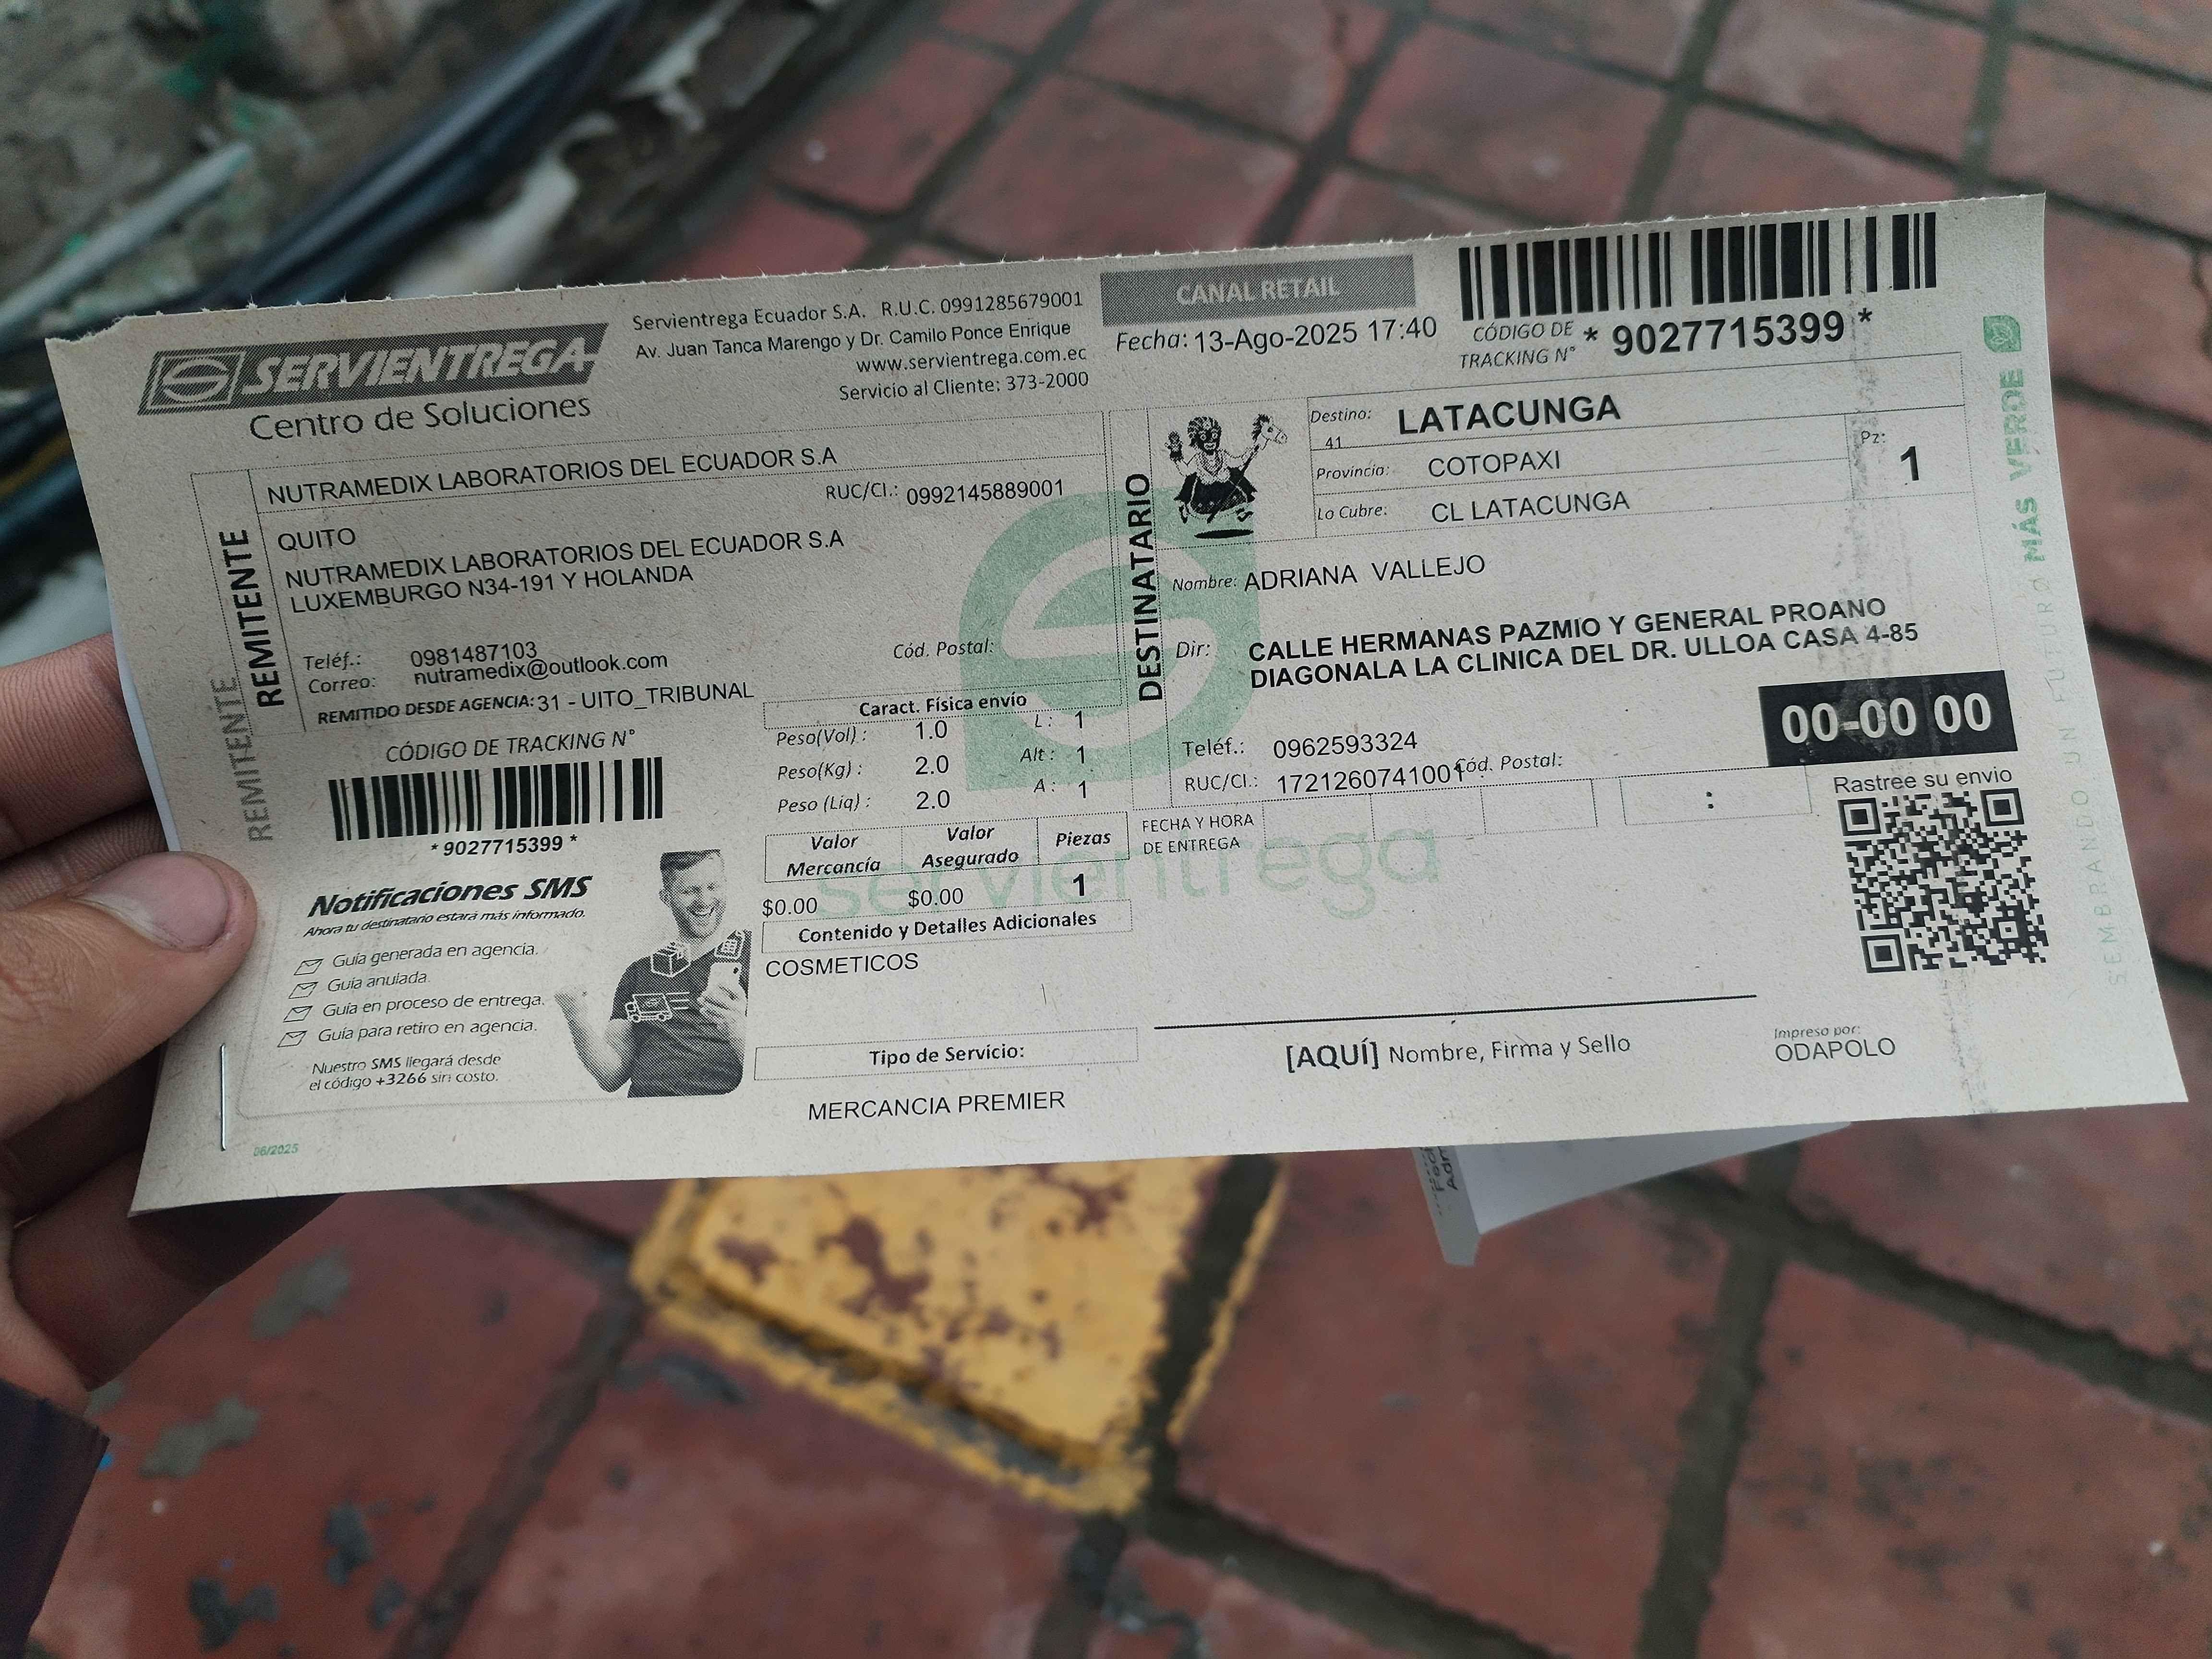 SERVIENTREGA
Centro de Soluciones
Servientrega Ecuador S.A. R.U.C. 0991285679001
Av. Juan Tanca Marengo y Dr. Camilo Ponce Enrique
www.servientrega.com.ec
Servicio al Cliente: 373-2000
CANAL RETAIL
Fecha: 13-Ago-2025 17:40
CÓDIGO DE
TRACKING N° * 9027715399 *
REMITENTE
REMITENTE
NUTRAMEDIX LABORATORIOS DEL ECUADOR S.A
RUC/CI.: 0992145889001
QUITO
NUTRAMEDIX LABORATORIOS DEL ECUADOR S.A
LUXEMBURGO N34-191 Y HOLANDA
Teléf.: 0981487103
Cód. Postal:
Correo: nutramedix@outlook.com
REMITIDO DESDE AGENCIA: 31 - UITO_TRIBUNAL
CÓDIGO DE TRACKING N°
* 9027715399 *
Notificaciones SMS
Ahora tu destinatario estará más informado.
Guía generada en agencia.
Guía anulada.
Guía en proceso de entrega.
Guía para retiro en agencia.
Nuestro SMS llegará desde
el código +3266 sin costo.
06/2025
Caract. Física envío
Peso(Vol) : 1.0 L : 1
Peso(Kg) : 2.0 Alt : 1
Peso (Liq) : 2.0 A : 1
Valor Mercancía Valor Asegurado Piezas
$0.00 $0.00 1
Contenido y Detalles Adicionales
COSMETICOS
Tipo de Servicio:
MERCANCIA PREMIER
DESTINATARIO
Destino: LATACUNGA
41
Provincia: COTOPAXI
Lo Cubre: CL LATACUNGA
Pz:
1
Nombre: ADRIANA VALLEJO
Dir: CALLE HERMANAS PAZMIO Y GENERAL PROANO
DIAGONALA LA CLINICA DEL DR. ULLOA CASA 4-85
00-00 00
Teléf.: 0962593324
RUC/CI.: 1721260741001 Cód. Postal:
FECHA Y HORA
DE ENTREGA
:
Rastree su envio
servientrega
[AQUÍ] Nombre, Firma y Sello
Impreso por:
ODAPOLO
SEMBRANDO UN FUTURO MÁS VERDE